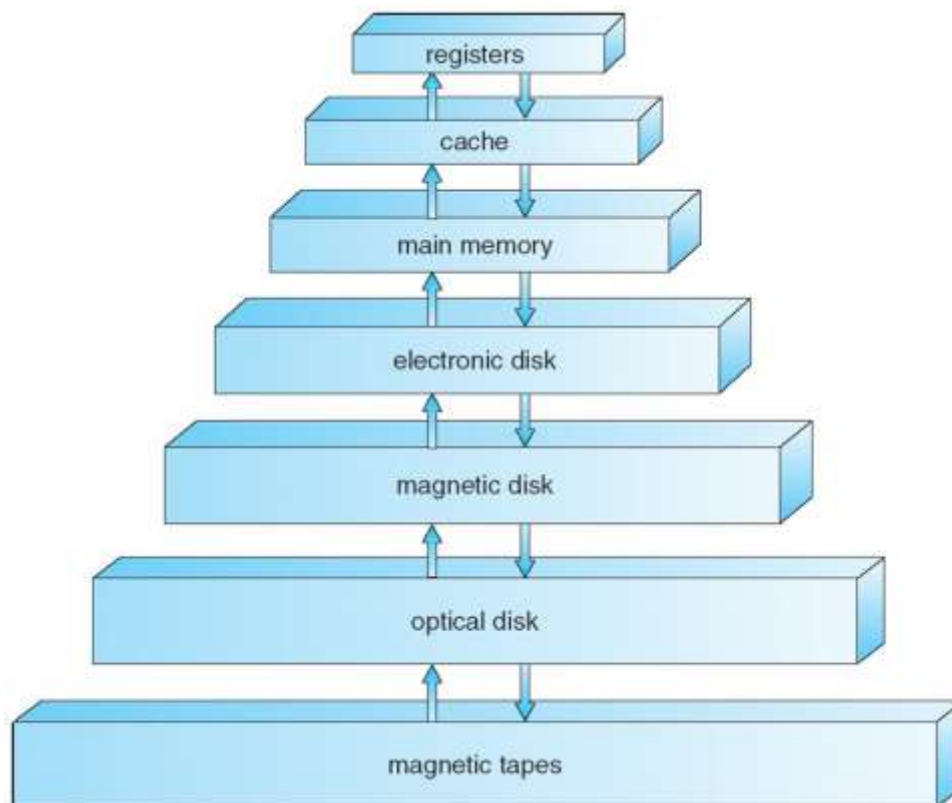 registers
cache
main memory
electronic disk
magnetic disk
optical disk
magnetic tapes